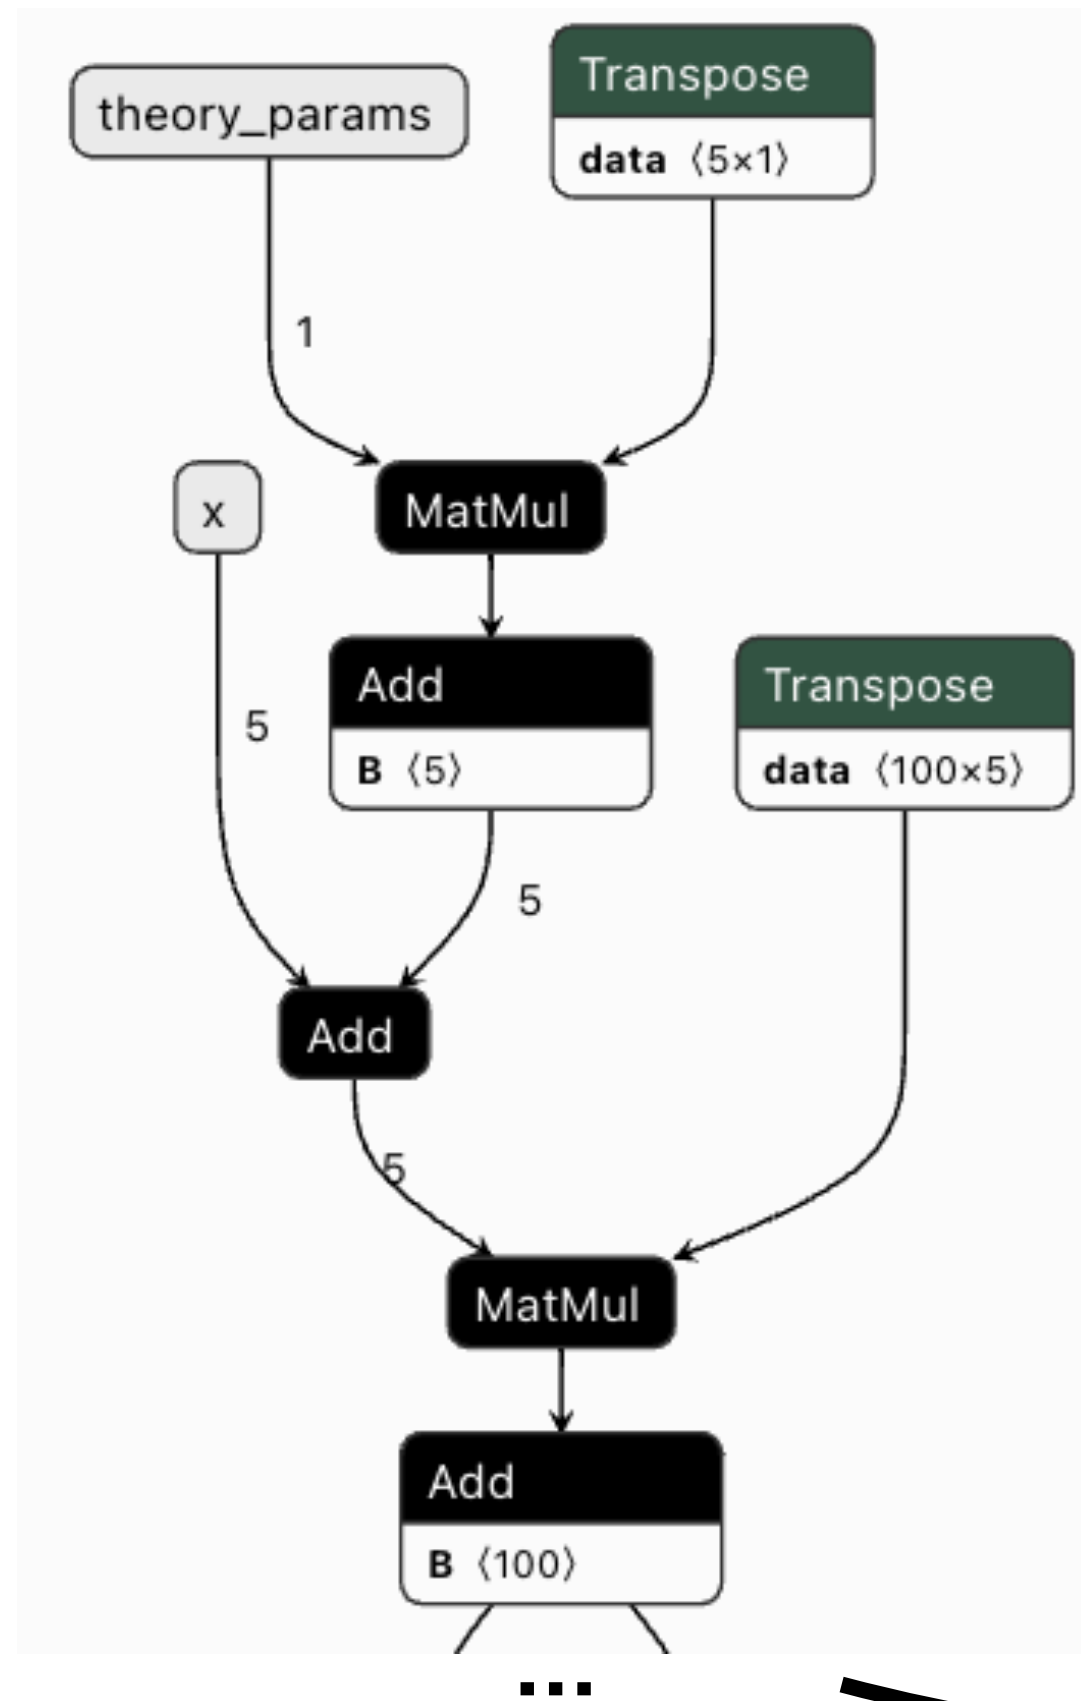 theory_params
Transpose
data ⟨5×1⟩
1
x
MatMul
5
Add
B ⟨5⟩
Transpose
data ⟨100×5⟩
5
Add
5
MatMul
Add
B ⟨100⟩
...